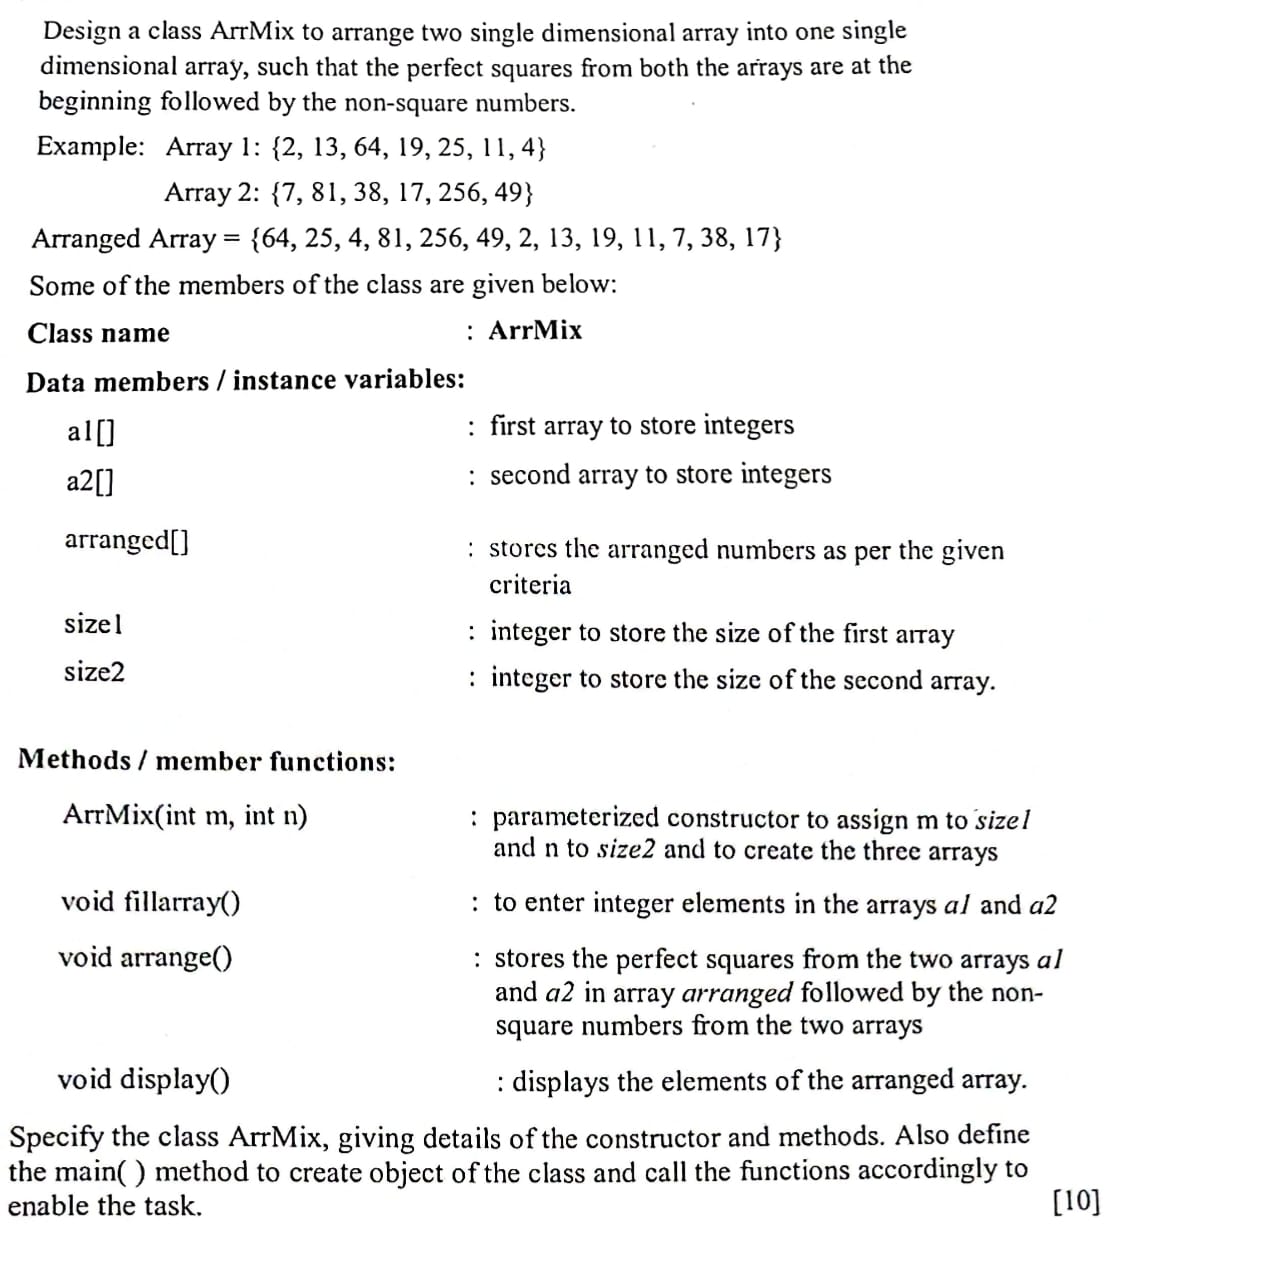 Design a class ArrMix to arrange two single dimensional array into one single
dimensional array, such that the perfect squares from both the arrays are at the
beginning followed by the non-square numbers.
Example: Array 1: {2, 13, 64, 19, 25, 11, 4}
Array 2: {7, 81, 38, 17, 256, 49}
Arranged Array = {64, 25, 4, 81, 256, 49, 2, 13, 19, 11, 7, 38, 17}
Some of the members of the class are given below:
Class name : ArrMix
Data members / instance variables:
a1[] : first array to store integers
a2[] : second array to store integers
arranged[] : stores the arranged numbers as per the given
criteria
size1 : integer to store the size of the first array
size2 : integer to store the size of the second array.
Methods / member functions:
ArrMix(int m, int n) : parameterized constructor to assign m to size1
and n to size2 and to create the three arrays
void fillarray() : to enter integer elements in the arrays a1 and a2
void arrange() : stores the perfect squares from the two arrays a1
and a2 in array arranged followed by the non-
square numbers from the two arrays
void display() : displays the elements of the arranged array.
Specify the class ArrMix, giving details of the constructor and methods. Also define
the main( ) method to create object of the class and call the functions accordingly to
enable the task. [10]